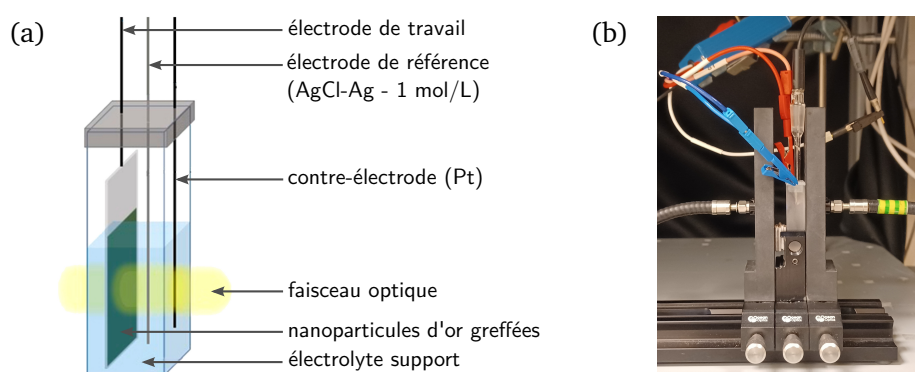 (a)
électrode de travail
électrode de référence
(AgCl-Ag - 1 mol/L)
contre-électrode (Pt)
faisceau optique
nanoparticules d'or greffées
électrolyte support
(b)